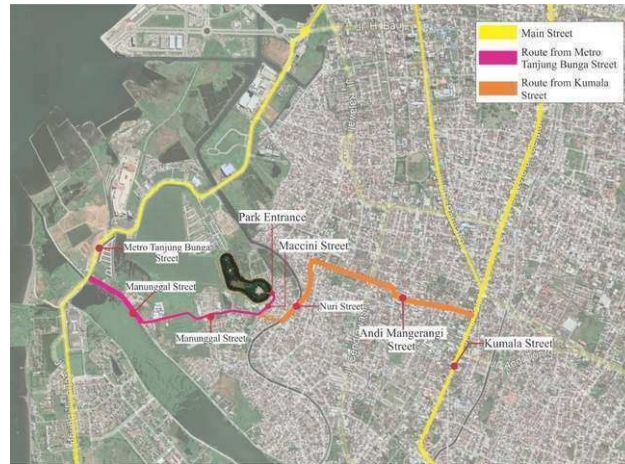 Main Street
Route from Metro
Tanjung Bunga Street
Route from Kumala
Street
Park Entrance
Maccini Street
Metro Tanjung Bunga
Street
Manunggal Street
Nuri Street
Manunggal Street
Andi Mangerangi
Street
Kumala Street